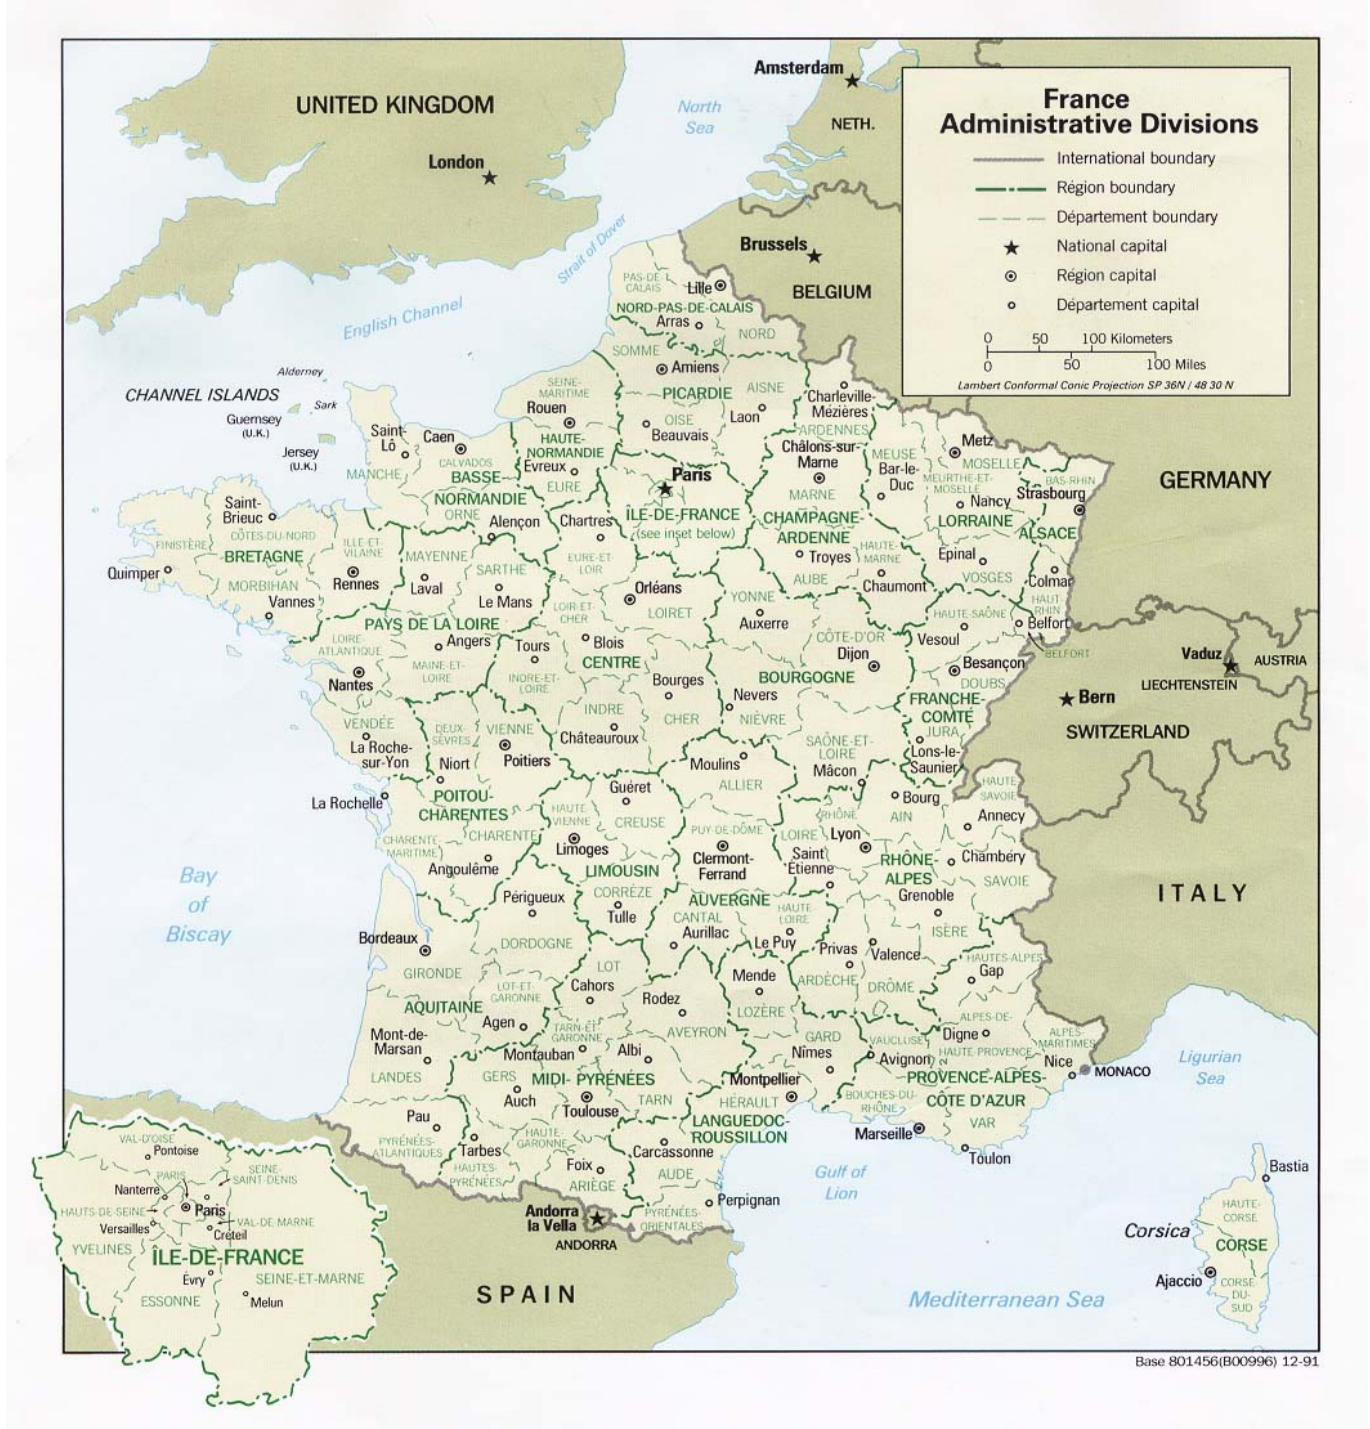 UNITED KINGDOM
London
North
Sea
Amsterdam
NETH.
France
Administrative Divisions
International boundary
Région boundary
Département boundary
National capital
Région capital
Département capital
0 50 100 Kilometers
0 50 100 Miles
Lambert Conformal Conic Projection SP 36N / 48 30 N
Strait of Dover
Brussels
BELGIUM
English Channel
CHANNEL ISLANDS
Alderney
Sark
Guernsey
(U.K.)
Jersey
(U.K.)
PAS-DE
CALAIS
Lille
NORD-PAS-DE-CALAIS
Arras
NORD
SOMME
Amiens
PICARDIE
AISNE
OISE
Laon
Beauvais
SEINE-
MARITIME
Rouen
HAUTE-
NORMANDIE
Evreux
EURE
Charleville-
Mézières
ARDENNES
Châlons-sur-
Marne
MARNE
CHAMPAGNE-
ARDENNE
Troyes
HAUTE-
MARNE
AUBE
Chaumont
MEUSE
Bar-le-
Duc
Metz
MOSELLE
MEURTHE-ET-
MOSELLE
Nancy
LORRAINE
Epinal
VOSGES
BAS-RHIN
Strasbourg
ALSACE
Colmar
HAUT-
RHIN
Belfort
BELFORT
GERMANY
Saint-
Lô
Caen
CALVADOS
MANCHE
BASSE-
NORMANDIE
ORNE
Alençon
Paris
ÎLE-DE-FRANCE
(see inset below)
Saint-
Brieuc
CÔTES-DU-NORD
FINISTÈRE
BRETAGNE
ILLE-ET-
VILAINE
Quimper
MORBIHAN
Rennes
Vannes
MAYENNE
Laval
SARTHE
Le Mans
PAYS DE LA LOIRE
LOIRE-
ATLANTIQUE
Angers
MAINE-ET-
LOIRE
Nantes
VENDÉE
La Roche-
sur-Yon
Chartres
EURE-ET-
LOIR
Orléans
LOIRET
LOIR-ET-
CHER
Blois
Tours
CENTRE
INDRE-ET-
LOIRE
Bourges
INDRE
CHER
Châteauroux
YONNE
Auxerre
CÔTE-D'OR
Dijon
BOURGOGNE
Nevers
NIÈVRE
SAÔNE-ET-
LOIRE
Mâcon
HAUTE-SAÔNE
Vesoul
Besançon
DOUBS
FRANCHE-
COMTÉ
JURA
Lons-le-
Saunier
Vaduz
AUSTRIA
LIECHTENSTEIN
Bern
SWITZERLAND
DEUX-
SÈVRES
VIENNE
Niort
Poitiers
La Rochelle
POITOU-
CHARENTES
CHARENTE
MARITIME
CHARENTE
Angoulême
Guéret
HAUTE
VIENNE
CREUSE
Limoges
LIMOUSIN
CORRÈZE
Tulle
Moulins
ALLIER
PUY-DE-DÔME
Clermont-
Ferrand
AUVERGNE
CANTAL
HAUTE
LOIRE
Aurillac
Le Puy
Bourg
AIN
HAUTE
SAVOIE
Annecy
RHÔNE
LOIRE
Lyon
Saint
Étienne
RHÔNE-
ALPES
Chambéry
SAVOIE
Grenoble
ISÈRE
Privas
Valence
ARDÈCHE
DRÔME
ITALY
Bay
of
Biscay
Périgueux
DORDOGNE
Bordeaux
GIRONDE
AQUITAINE
LOT-ET-
GARONNE
Agen
Mont-de-
Marsan
LANDES
Pau
PYRÉNÉES-
ATLANTIQUES
LOT
Cahors
Rodez
AVEYRON
TARN-ET
GARONNE
Montauban
Albi
GERS
Auch
MIDI- PYRÉNÉES
Toulouse
TARN
Tarbes
HAUTE-
GARONNE
HAUTES-
PYRÉNÉES
Foix
ARIÈGE
Mende
LOZÈRE
GARD
Nîmes
Montpellier
HÉRAULT
LANGUEDOC-
ROUSSILLON
Carcassonne
AUDE
Perpignan
PYRÉNÉES-
ORIENTALES
HAUTES-ALPES
Gap
ALPES-DE-
Digne
HAUTE-PROVENCE
ALPES-
MARITIMES
VAUCLUSE
Avignon
Nice
MONACO
PROVENCE-ALPES-
CÔTE D'AZUR
BOUCHES-DU-
RHÔNE
VAR
Marseille
Toulon
Ligurian
Sea
Gulf of
Lion
Mediterranean Sea
Andorra
la Vella
ANDORRA
SPAIN
Bastia
HAUTE-
CORSE
Corsica
CORSE
Ajaccio
CORSE
DU-
SUD
VAL-D'OISE
Pontoise
PARIS
SEINE-
SAINT-DENIS
Nanterre
HAUTS-DE-SEINE
Paris
VAL-DE MARNE
Versailles
Créteil
YVELINES
ÎLE-DE-FRANCE
Évry
SEINE-ET-MARNE
ESSONNE
Melun
Base 801456(B00996) 12-91